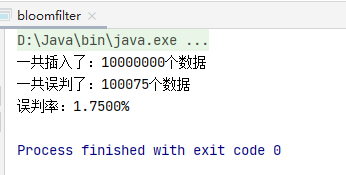 bloomfilter ×
D:\Java\bin\java.exe ...
一共插入了：10000000个数据
一共误判了：100075个数据
误判率：1.7500%
Process finished with exit code 0